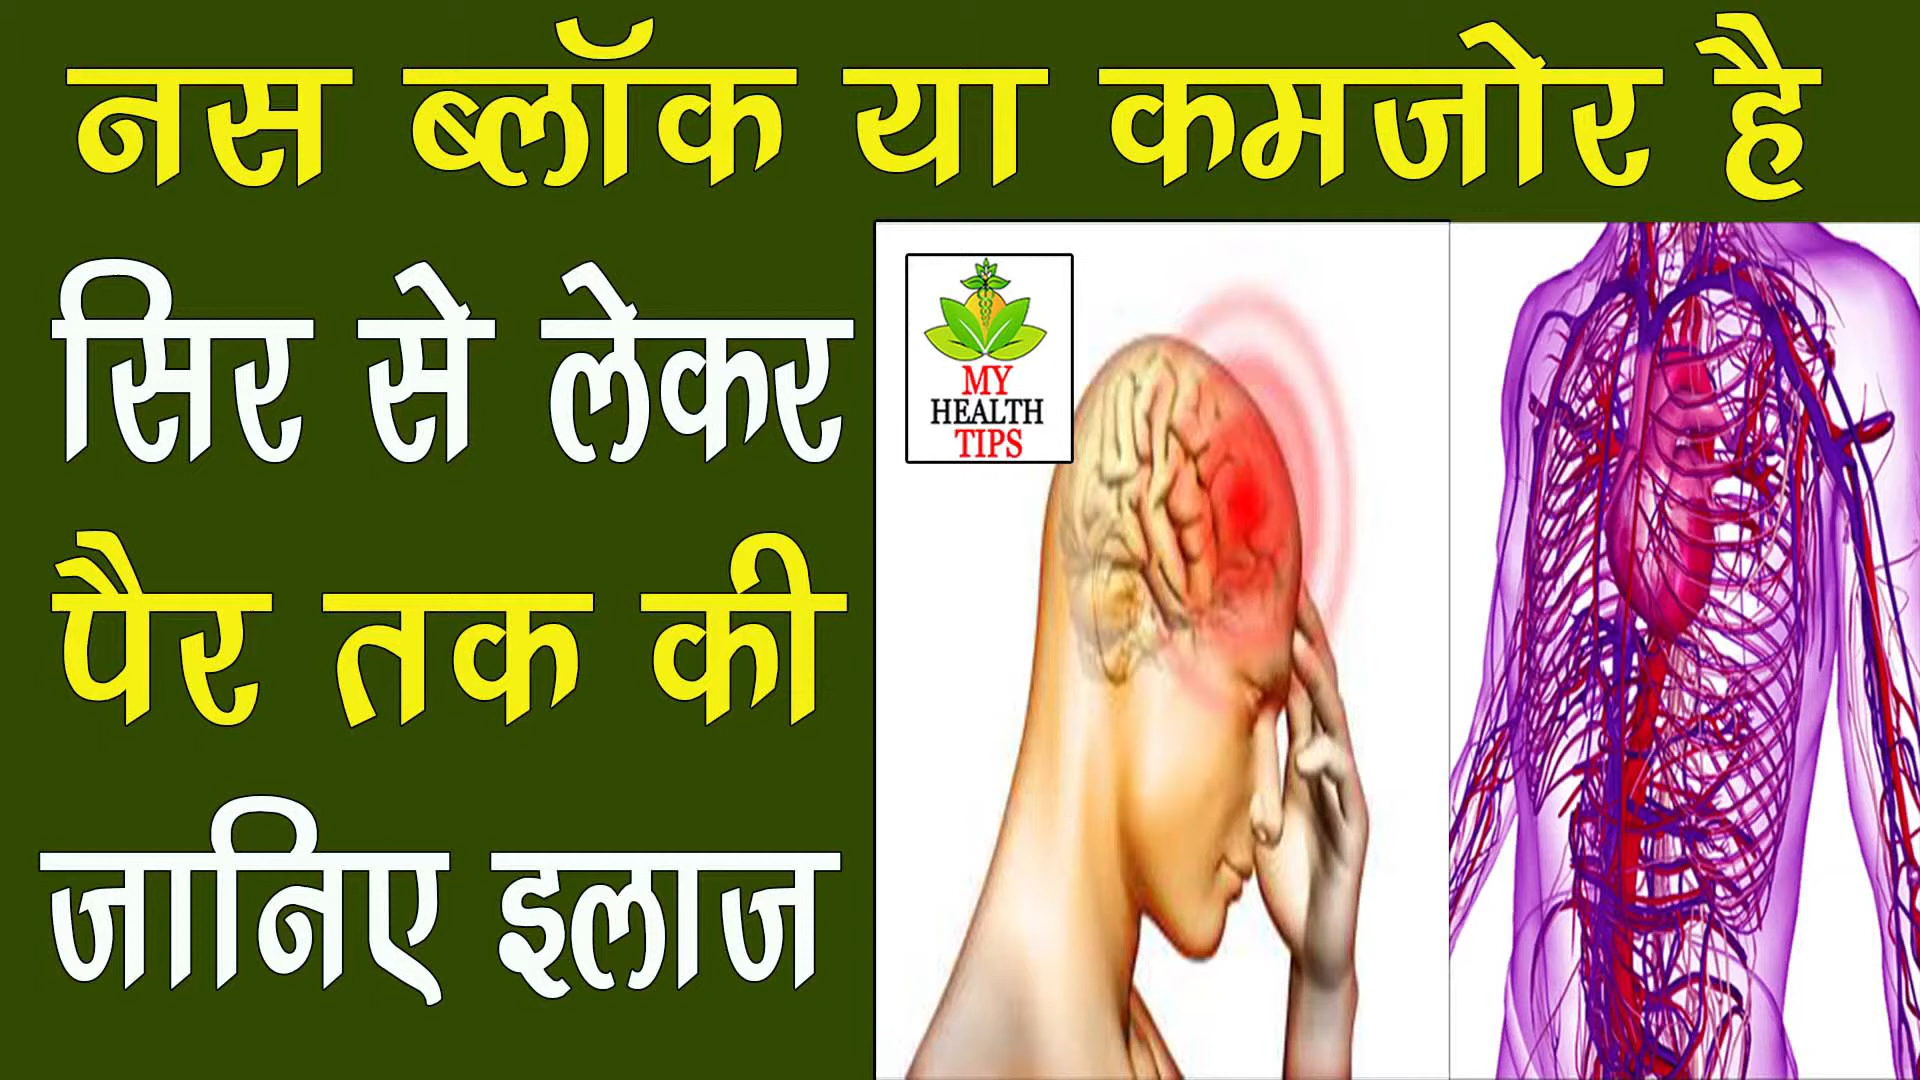 नस ब्लॉक या कमजोर है
सिर से लेकर
पैर तक की
जानिए इलाज
MY
HEALTH
TIPS